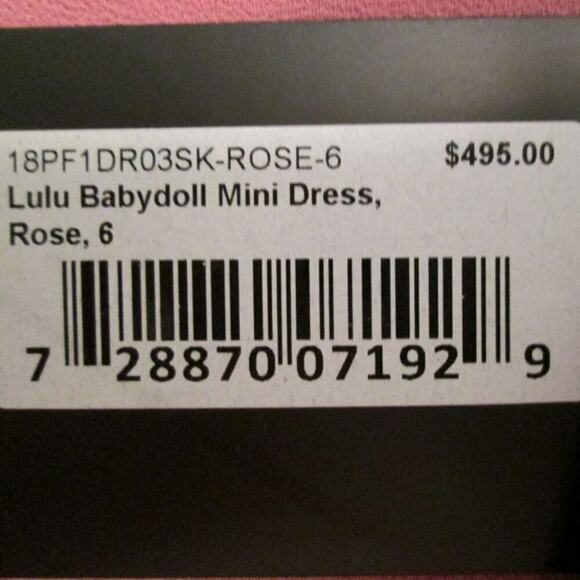 18PF1DR03SK-ROSE-6 $495.00
Lulu Babydoll Mini Dress,
Rose, 6
7 28870 07192 9